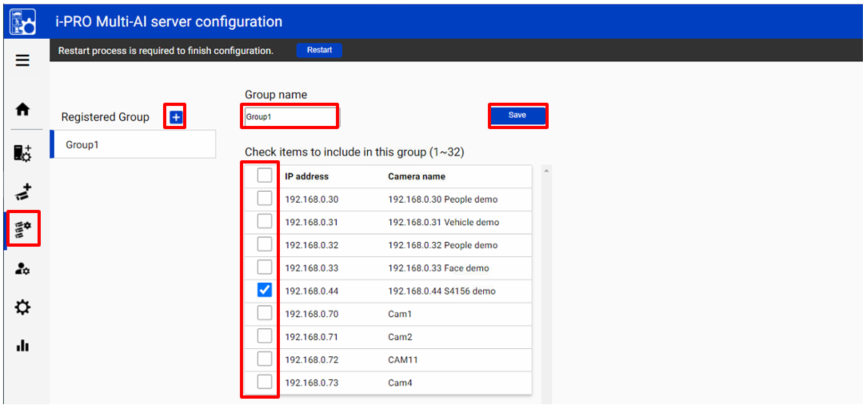 i-PRO Multi-AI server configuration
Restart process is required to finish configuration. Restart
Group name
Registered Group
Group1
Save
Group1
Check items to include in this group (1~32)
IP address Camera name
192.168.0.30 192.168.0.30 People demo
192.168.0.31 192.168.0.31 Vehicle demo
192.168.0.32 192.168.0.32 People demo
192.168.0.33 192.168.0.33 Face demo
192.168.0.44 192.168.0.44 S4156 demo
192.168.0.70 Cam1
192.168.0.71 Cam2
192.168.0.72 CAM11
192.168.0.73 Cam4